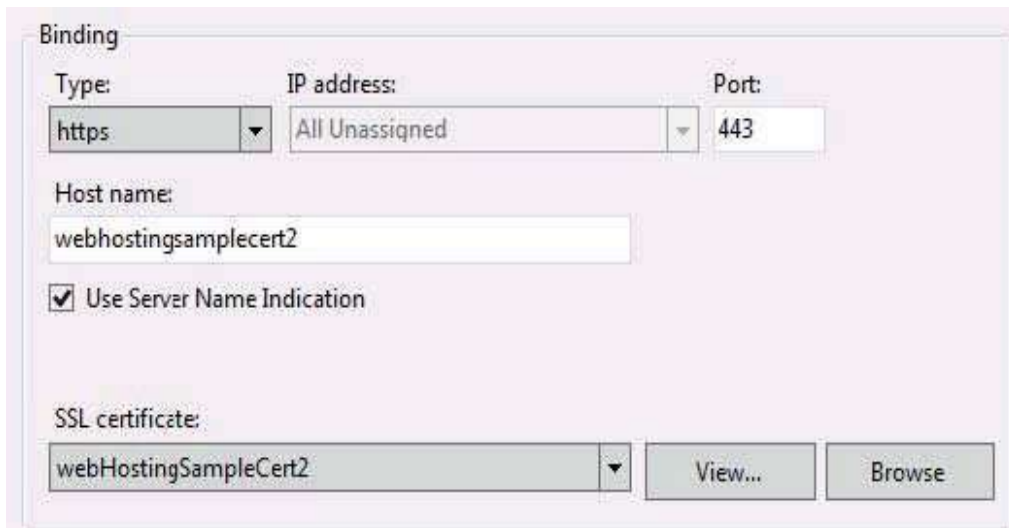 Binding
Type: IP address: Port:
https All Unassigned 443
Host name:
webhostingsamplecert2
Use Server Name Indication
SSL certificate:
webHostingSampleCert2 View... Browse